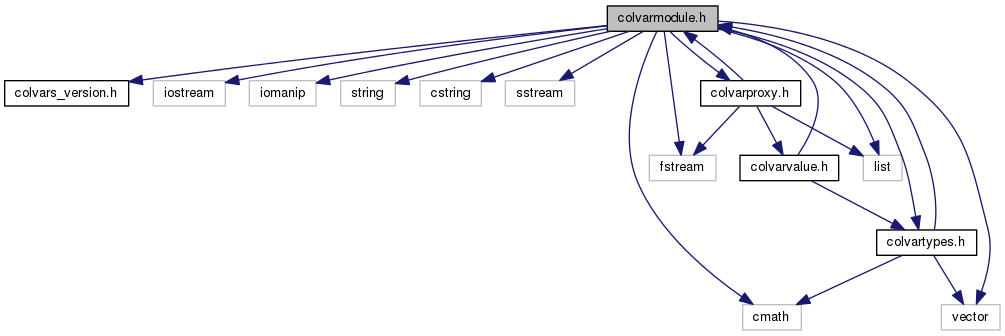 colvarmodule.h
colvars_version.h
iostream
iomanip
string
cstring
sstream
colvarproxy.h
fstream
colvarvalue.h
list
colvartypes.h
cmath
vector